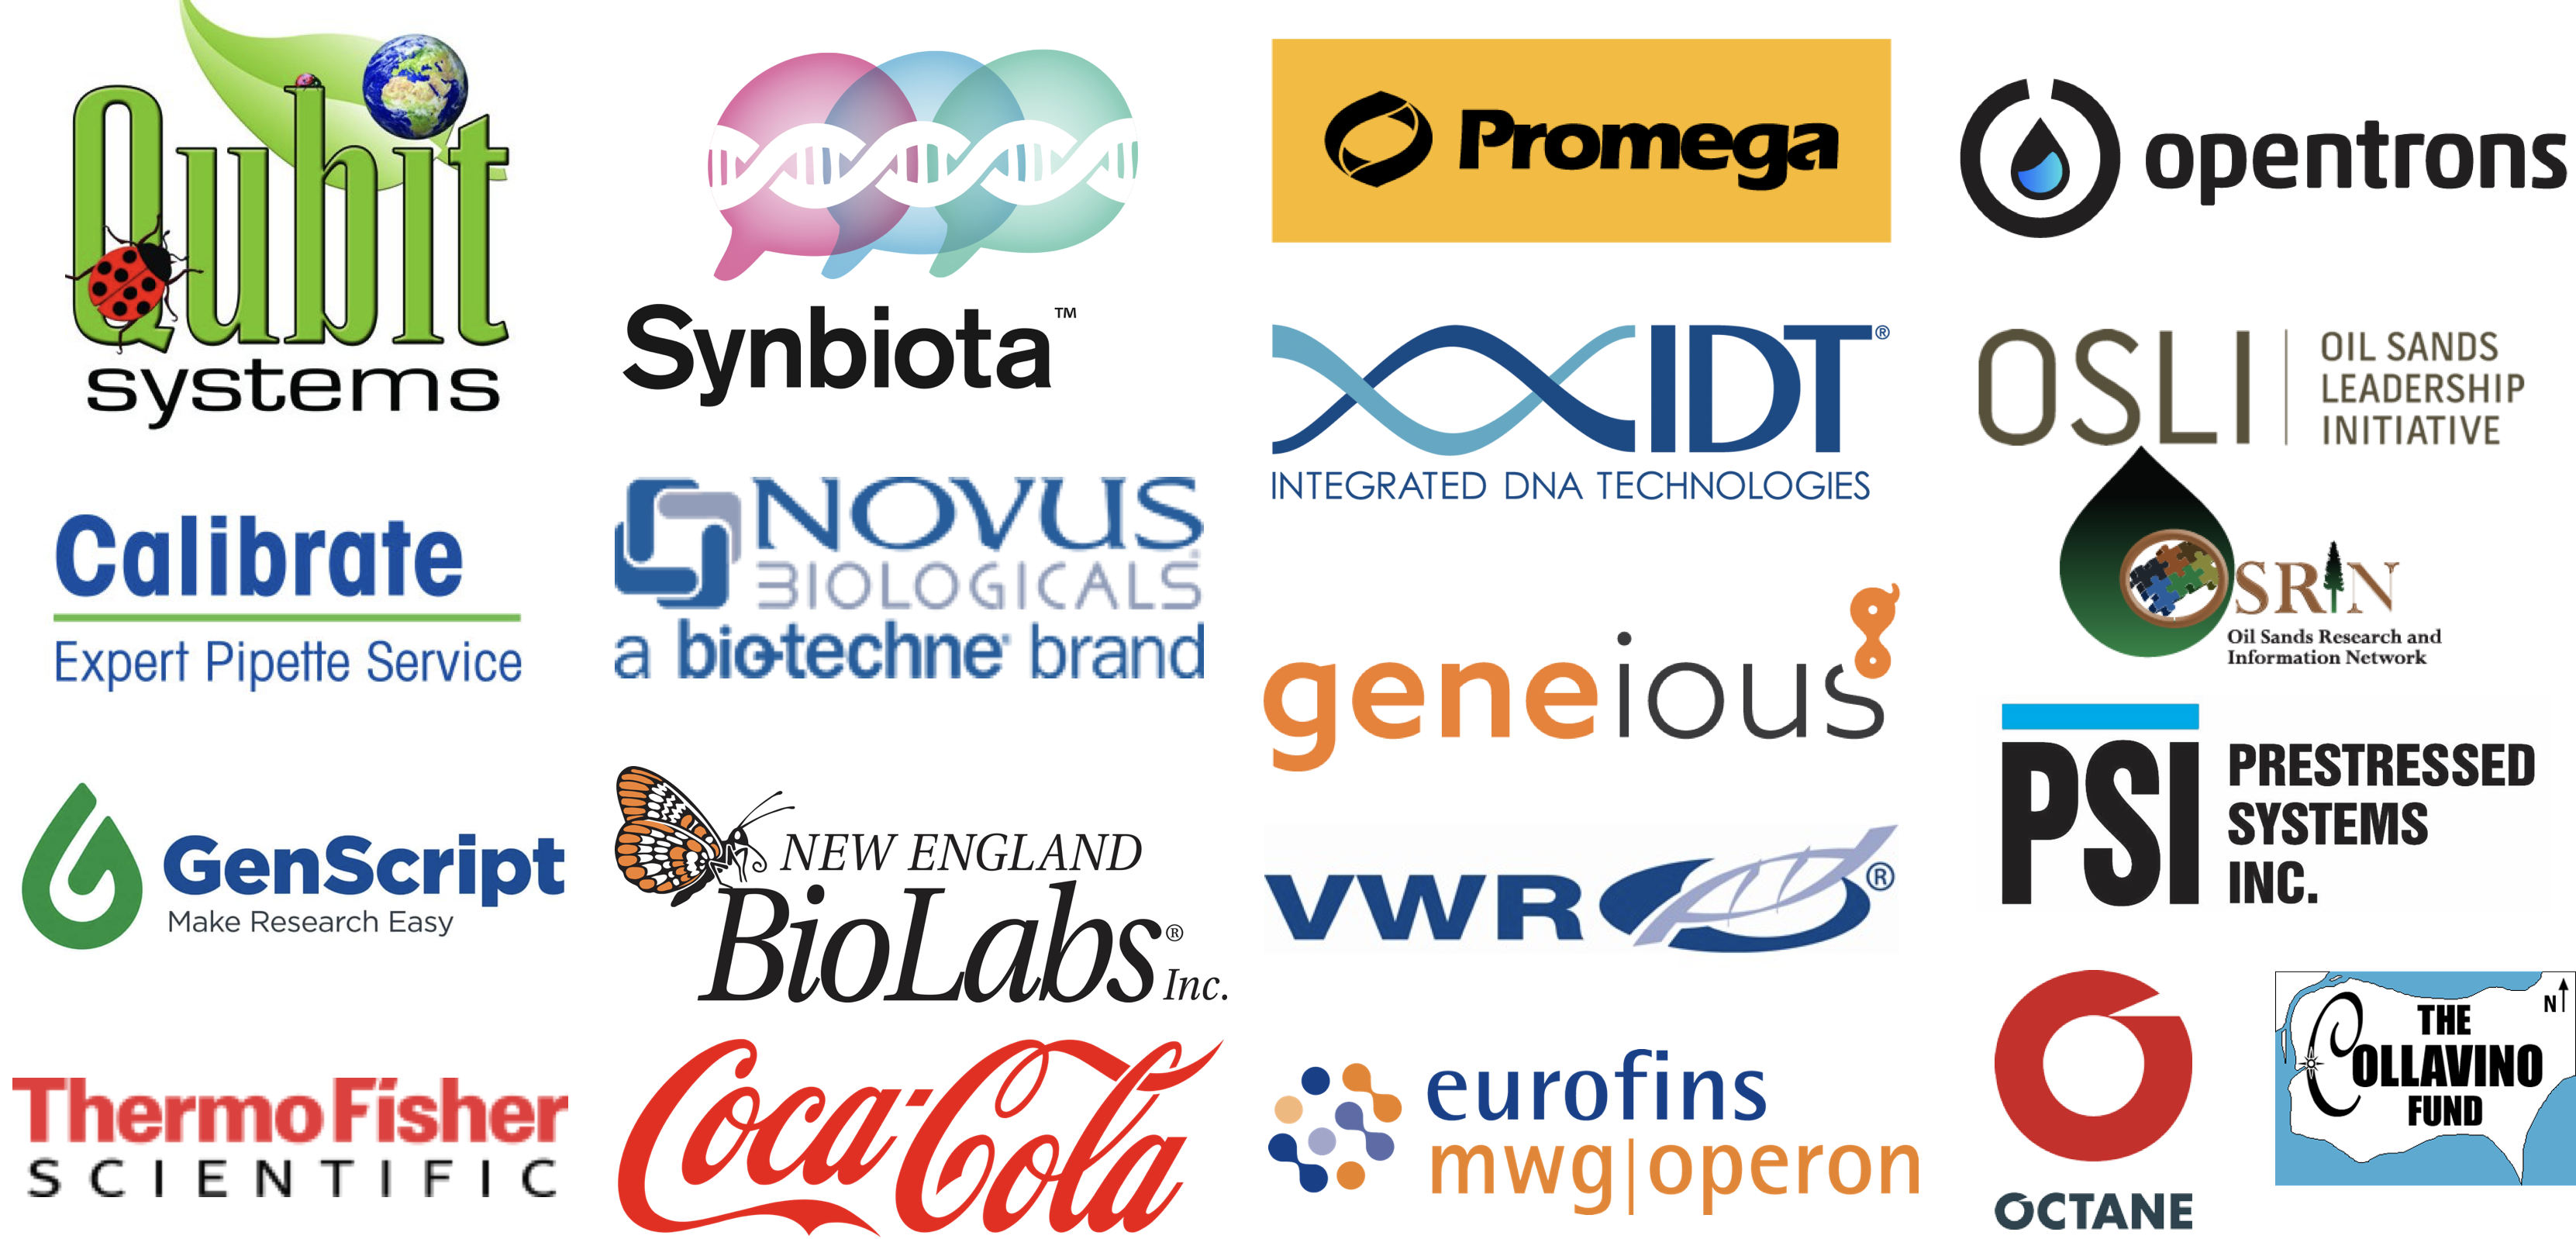 Qubit
systems
Synbiota™
Promega
opentrons
IDT®
INTEGRATED DNA TECHNOLOGIES
OSLI
OIL SANDS
LEADERSHIP
INITIATIVE
Calibrate
Expert Pipette Service
NOVUS
BIOLOGICALS
a bio-techne® brand
geneious
OSRIN
Oil Sands Research and
Information Network
GenScript
Make Research Easy
NEW ENGLAND
BioLabs®
Inc.
VWR®
PSI
PRESTRESSED
SYSTEMS
INC.
ThermoFisher
SCIENTIFIC
Coca-Cola
eurofins
mwg|operon
OCTANE
N
THE
COLLAVINO
FUND